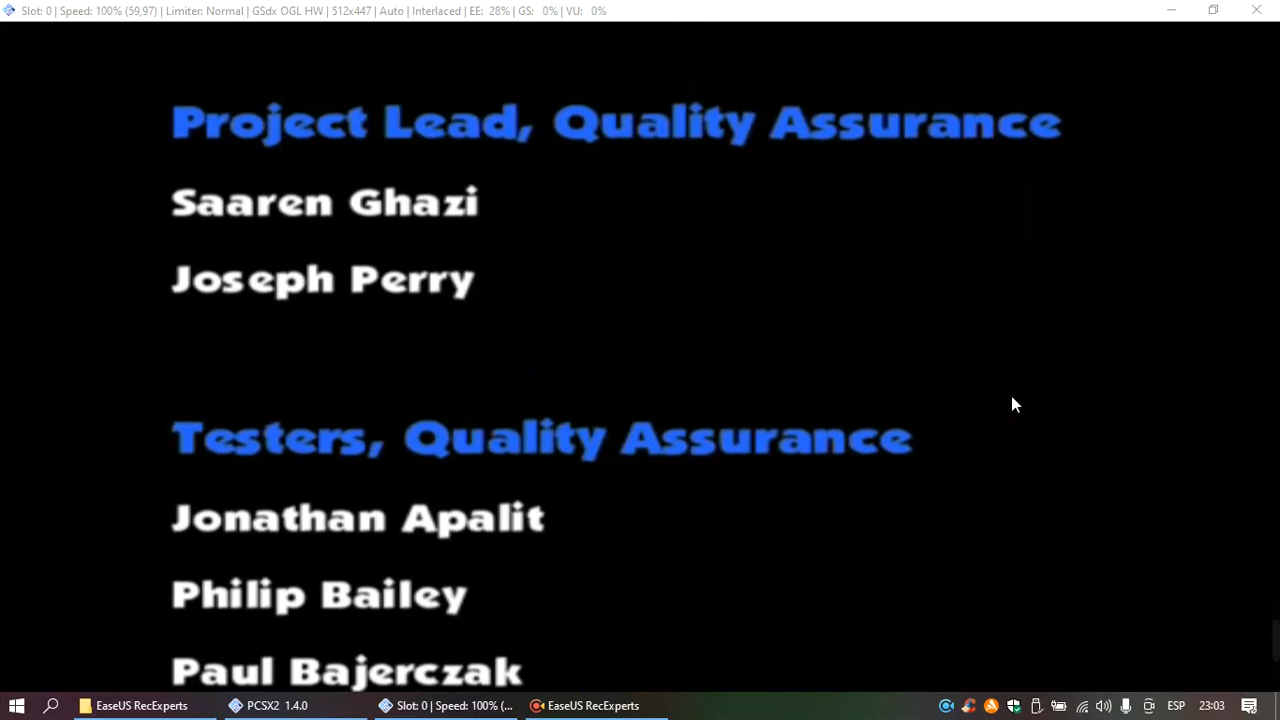 Slot: 0 | Speed: 100% (59,97) | Limiter: Normal | GSdx OGL HW | 512x447 | Auto | Interlaced | EE: 28% | GS: 0% | VU: 0%
Project Lead, Quality Assurance
Saaren Ghazi
Joseph Perry
Testers, Quality Assurance
Jonathan Apalit
Philip Bailey
Paul Bajerczak
EaseUS RecExperts
PCSX2 1.4.0
Slot: 0 | Speed: 100% (...
EaseUS RecExperts
ESP
23:03